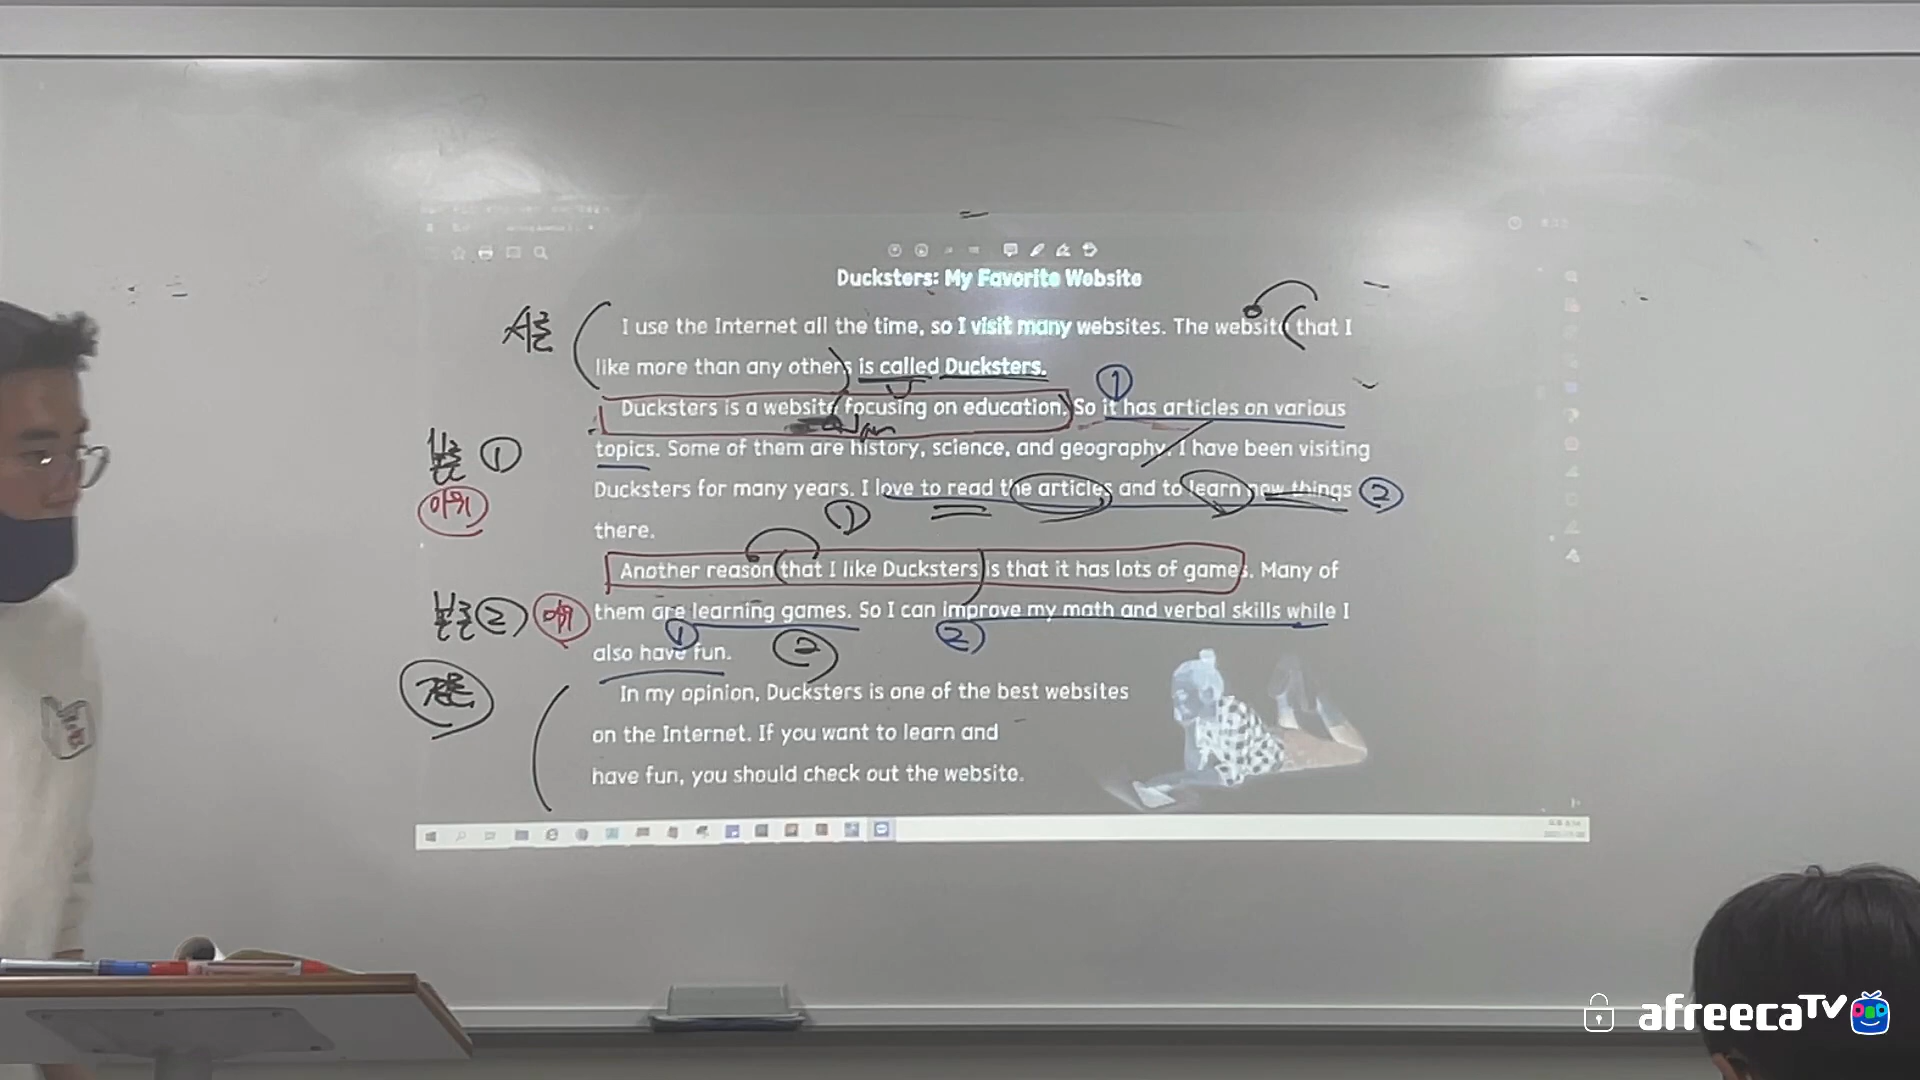 Ducksters: My Favorite Website
서론
I use the Internet all the time, so I visit many websites. The website that I
like more than any others is called Ducksters.
①
Ducksters is a website focusing on education. So it has articles on various
본론 ①
topics. Some of them are history, science, and geography. I have been visiting
Ducksters for many years. I love to read the articles and to learn new things ②
①
there.
Another reason that I like Ducksters is that it has lots of games. Many of
본론 ②
them are learning games. So I can improve my math and verbal skills while I
① ② ②
also have fun.
결론
In my opinion, Ducksters is one of the best websites
on the Internet. If you want to learn and
have fun, you should check out the website.
afreecaTV